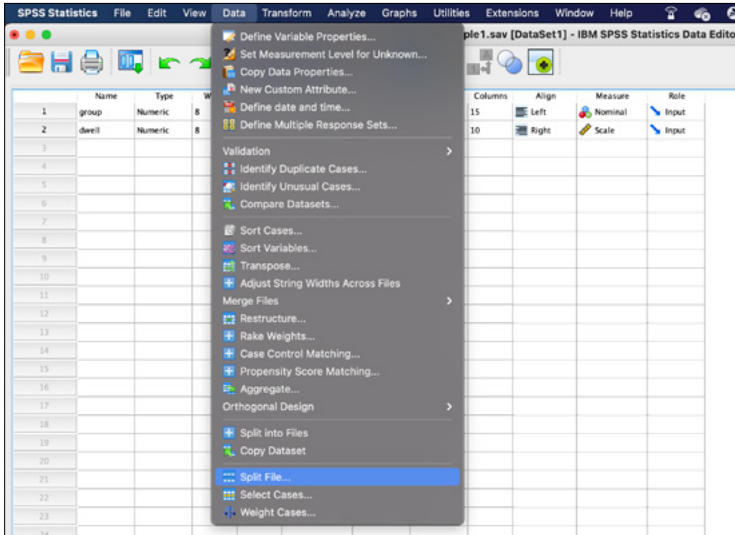 SPSS Statistics File Edit View Data Transform Analyze Graphs Utilities Extensions Window Help
ple1.sav [DataSet1] - IBM SPSS Statistics Data Edito
Define Variable Properties...
Set Measurement Level for Unknown...
Copy Data Properties...
New Custom Attribute...
Define date and time...
Define Multiple Response Sets...
Validation
Identify Duplicate Cases...
Identify Unusual Cases...
Compare Datasets...
Sort Cases...
Sort Variables...
Transpose...
Adjust String Widths Across Files
Merge Files
Restructure...
Rake Weights...
Case Control Matching...
Propensity Score Matching...
Aggregate...
Orthogonal Design
Split into Files
Copy Dataset
Split File...
Select Cases...
Weight Cases...
Name Type W Columns Align Measure Role
1 group Numeric 8 15 Left Nominal Input
2 dwell Numeric 8 10 Right Scale Input
3
4
5
6
7
8
9
10
11
12
13
14
15
16
17
18
19
20
21
22
23
24